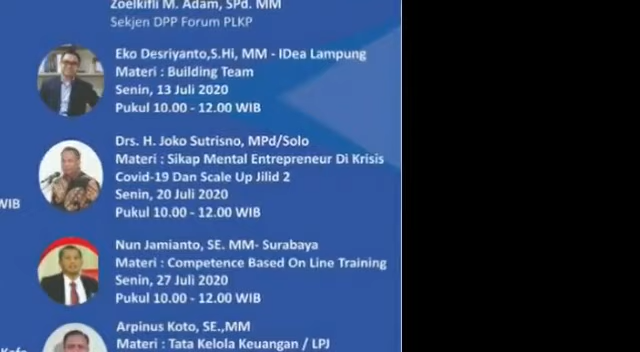 Zoelkifli M. Adam, SPd. MM
Sekjen DPP Forum PLKP
Eko Desriyanto,S.Hi, MM - IDea Lampung
Materi : Building Team
Senin, 13 Juli 2020
Pukul 10.00 - 12.00 WIB
Drs. H. Joko Sutrisno, MPd/Solo
Materi : Sikap Mental Entrepreneur Di Krisis
Covid-19 Dan Scale Up Jilid 2
Senin, 20 Juli 2020
WIB
Pukul 10.00 - 12.00 WIB
Nun Jamianto, SE. MM- Surabaya
Materi : Competence Based On Line Training
Senin, 27 Juli 2020
Pukul 10.00 - 12.00 WIB
Arpinus Koto, SE.,MM
Materi : Tata Kelola Keuangan / LPJ